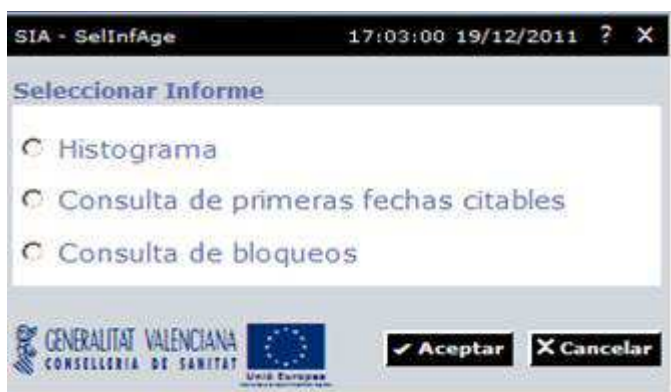 SIA - SelInfAge 17:03:00 19/12/2011 ? X
Seleccionar Informe
Histograma
Consulta de primeras fechas citables
Consulta de bloqueos
GENERALITAT VALENCIANA
CONSELLERIA DE SANITAT
Unió Europea
Aceptar
Cancelar